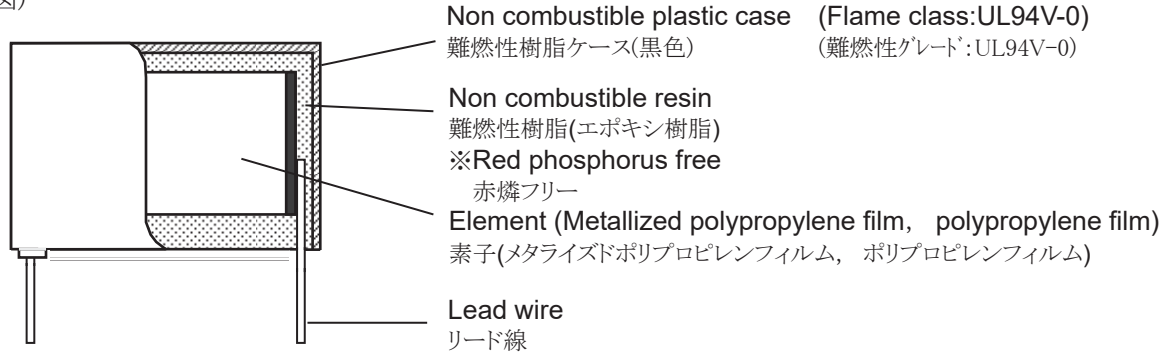 図)
Non combustible plastic case (Flame class:UL94V-0)
難燃性樹脂ケース(黒色) (難燃性グレード:UL94V-0)
Non combustible resin
難燃性樹脂(エポキシ樹脂)
※Red phosphorus free
赤燐フリー
Element (Metallized polypropylene film, polypropylene film)
素子(メタライズドポリプロピレンフィルム, ポリプロピレンフィルム)
Lead wire
リード線